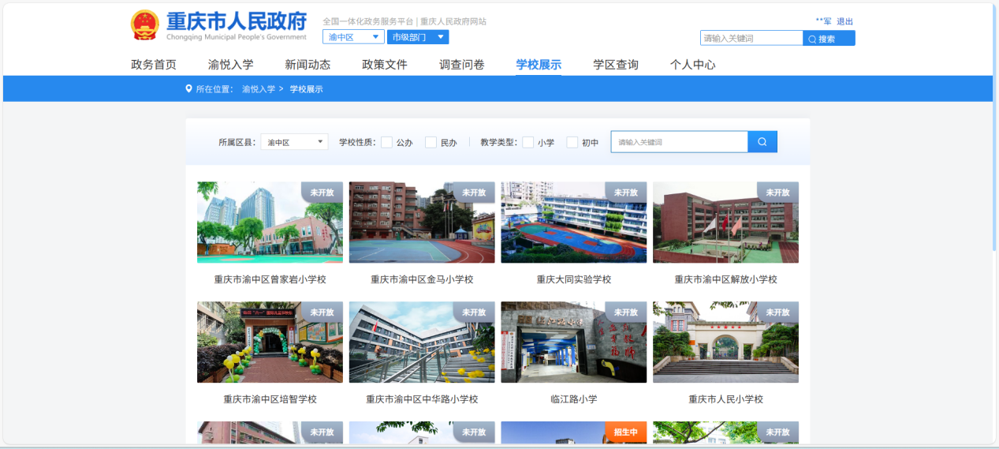 重庆市人民政府
Chongqing Municipal People's Government
全国一体化政务服务平台 | 重庆人民政府网站
渝中区 市级部门
**军 退出
请输入关键词 搜索
政务首页 渝悦入学 新闻动态 政策文件 调查问卷 学校展示 学区查询 个人中心
所在位置: 渝悦入学 > 学校展示
所属区县: 渝中区 学校性质: 公办 民办 教学类型: 小学 初中 请输入关键词
未开放 未开放 未开放 未开放
重庆市渝中区曾家岩小学校 重庆市渝中区金马小学校 重庆大同实验学校 重庆市渝中区解放小学校
未开放 未开放 未开放 未开放
重庆市渝中区培智学校 重庆市渝中区中华路小学校 临江路小学 重庆市人民小学校
未开放 未开放 招生中 未开放